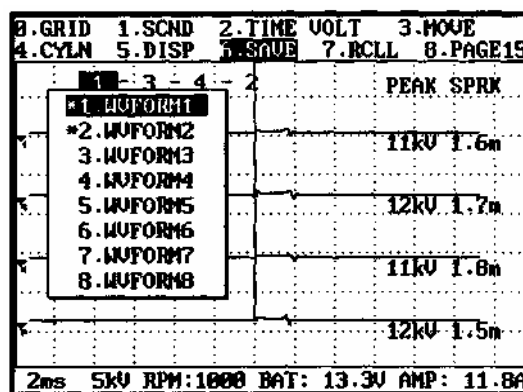 0.GRID 1.SCND 2.TIME VOLT 3.MOVE
4.CYLN 5.DISP 6.SAVE 7.RCLL 8.PAGE15
1 - 3 - 4 - 2 PEAK SPRK
*1.WVFORM1
*2.WVFORM2
11kV 1.6m
3.WVFORM3
4.WVFORM4
5.WVFORM5
12kV 1.7m
6.WVFORM6
7.WVFORM7
11kV 1.8m
8.WVFORM8
12kV 1.5m
2ms 5kV RPM:1000 BAT: 13.3V AMP: 11.8A